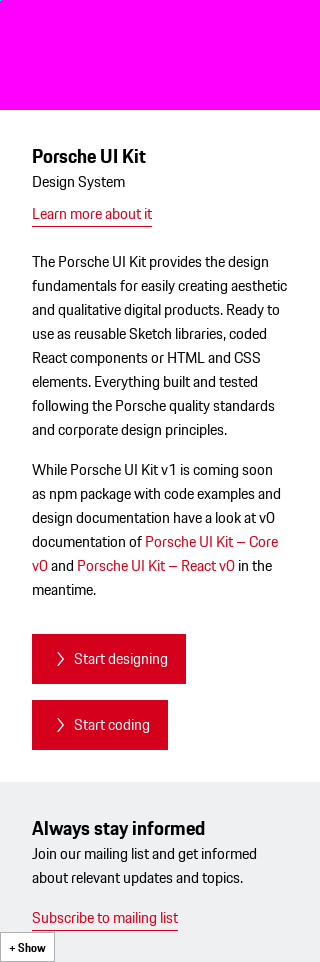 Porsche UI Kit
Design System
Learn more about it
The Porsche UI Kit provides the design
fundamentals for easily creating aesthetic
and qualitative digital products. Ready to
use as reusable Sketch libraries, coded
React components or HTML and CSS
elements. Everything built and tested
following the Porsche quality standards
and corporate design principles.
While Porsche UI Kit v1 is coming soon
as npm package with code examples and
design documentation have a look at v0
documentation of Porsche UI Kit – Core
v0 and Porsche UI Kit – React v0 in the
meantime.
Start designing
Start coding
Always stay informed
Join our mailing list and get informed
about relevant updates and topics.
Subscribe to mailing list
+ Show